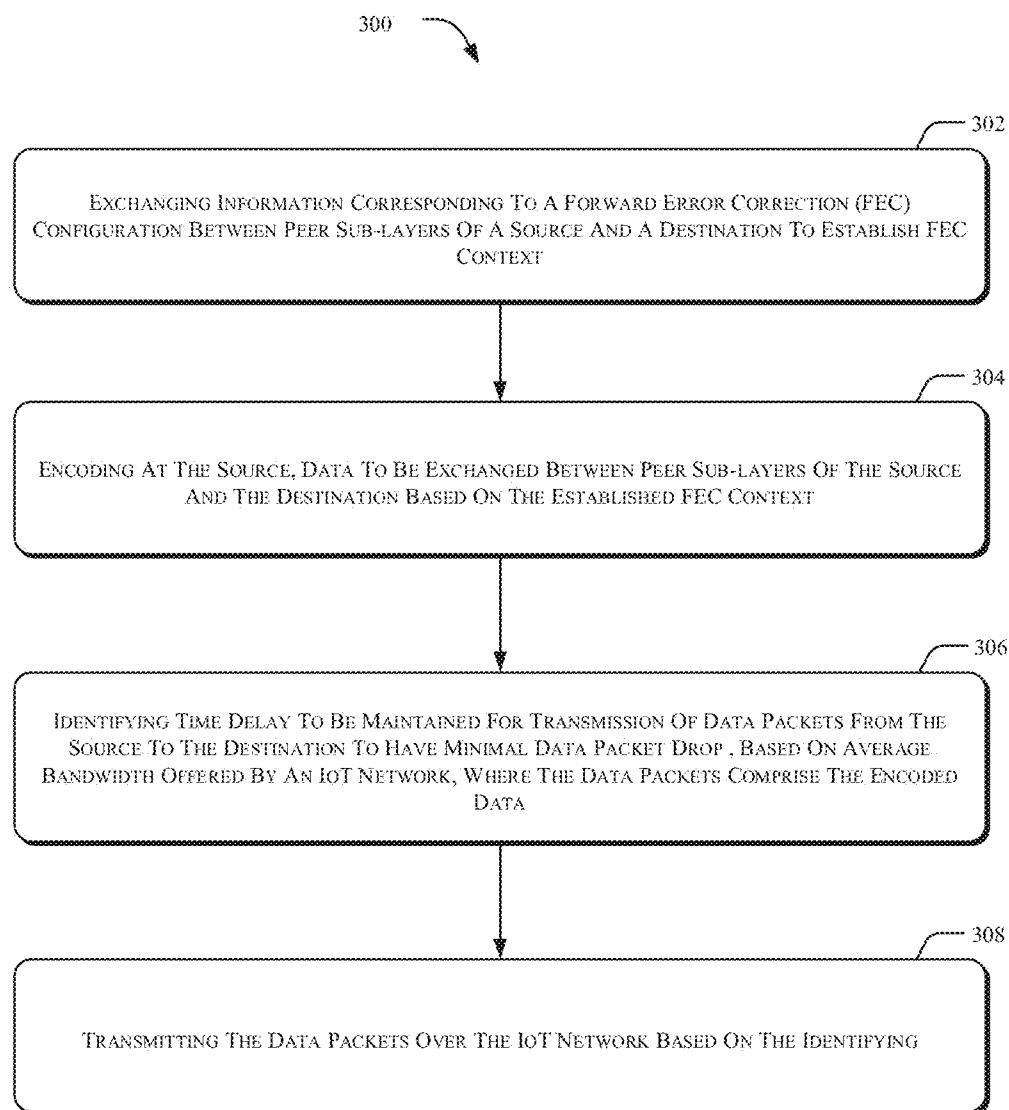 300
302
EXCHANGING INFORMATION CORRESPONDING TO A FORWARD ERROR CORRECTION (FEC)
CONFIGURATION BETWEEN PEER SUB-LAYERS OF A SOURCE AND A DESTINATION TO ESTABLISH FEC
CONTEXT
304
ENCODING AT THE SOURCE, DATA TO BE EXCHANGED BETWEEN PEER SUB-LAYERS OF THE SOURCE
AND THE DESTINATION BASED ON THE ESTABLISHED FEC CONTEXT
306
IDENTIFYING TIME DELAY TO BE MAINTAINED FOR TRANSMISSION OF DATA PACKETS FROM THE
SOURCE TO THE DESTINATION TO HAVE MINIMAL DATA PACKET DROP , BASED ON AVERAGE
BANDWIDTH OFFERED BY AN IOT NETWORK, WHERE THE DATA PACKETS COMPRISE THE ENCODED
DATA
308
TRANSMITTING THE DATA PACKETS OVER THE IOT NETWORK BASED ON THE IDENTIFYING